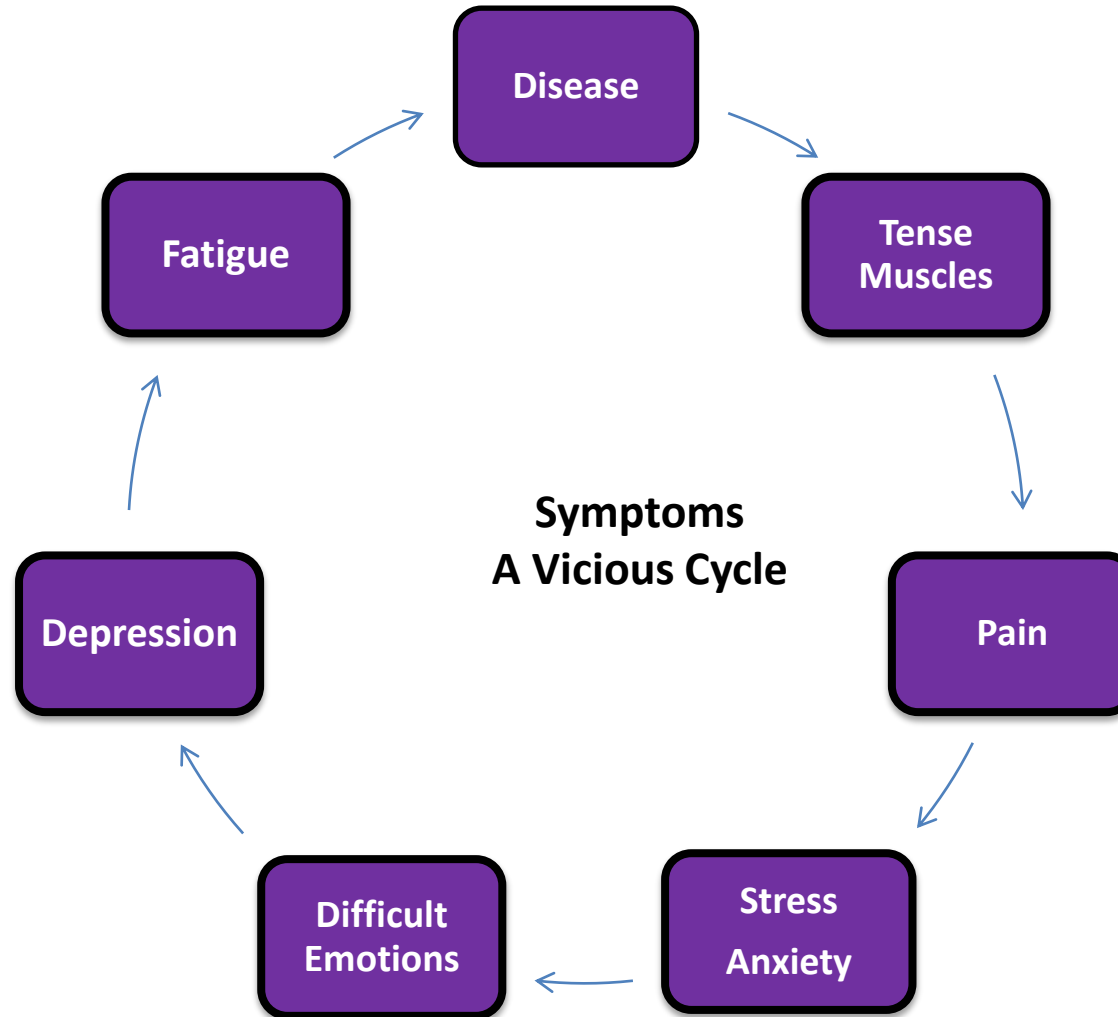 Disease
Tense
Muscles
Pain
Stress
Anxiety
Difficult
Emotions
Depression
Fatigue
Symptoms
A Vicious Cycle